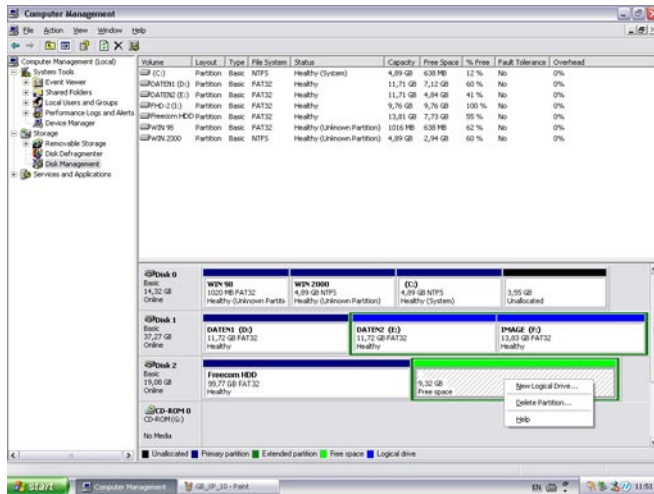 Computer Management
File Action View Window Help
Computer Management (Local)
System Tools
Event Viewer
Shared Folders
Local Users and Groups
Performance Logs and Alerts
Device Manager
Storage
Removable Storage
Disk Defragmenter
Disk Management
Services and Applications
Volume Layout Type File System Status Capacity Free Space % Free Fault Tolerance Overhead
(C:) Partition Basic NTFS Healthy (System) 4,89 GB 638 MB 12 % No 0%
DATEN1 (D:) Partition Basic FAT32 Healthy 11,71 GB 7,12 GB 60 % No 0%
DATEN2 (E:) Partition Basic FAT32 Healthy 11,71 GB 4,84 GB 41 % No 0%
Partition Basic FAT32 Healthy 9,76 GB 9,76 GB 100 % No 0%
Freecom HDD Partition Basic FAT32 Healthy 13,81 GB 7,73 GB 55 % No 0%
WIN 98 Partition Basic FAT32 Healthy (Unknown Partition) 1016 MB 638 MB 62 % No 0%
WIN 2000 Partition Basic NTFS Healthy (Unknown Partition) 4,89 GB 2,94 GB 60 % No 0%
Disk 0
Basic
14,32 GB
Online
WIN 98
1020 MB FAT32
Healthy (Unknown Partiti
WIN 2000
4,89 GB NTFS
Healthy (Unknown Partition)
(C:)
4,89 GB NTFS
Healthy (System)
3,55 GB
Unallocated
Disk 1
Basic
37,27 GB
Online
DATEN1 (D:)
11,72 GB FAT32
Healthy
DATEN2 (E:)
11,72 GB FAT32
Healthy
IMAGE (F:)
13,83 GB FAT32
Healthy
Disk 2
Basic
19,08 GB
Online
Freecom HDD
99,77 GB FAT32
Healthy
9,32 GB
Free space
New Logical Drive...
Delete Partition...
Help
CD-ROM 0
CD-ROM (G:)
No Media
Unallocated Primary partition Extended partition Free space Logical drive
start Computer Management GB_XP_10 - Paint EN 11:51